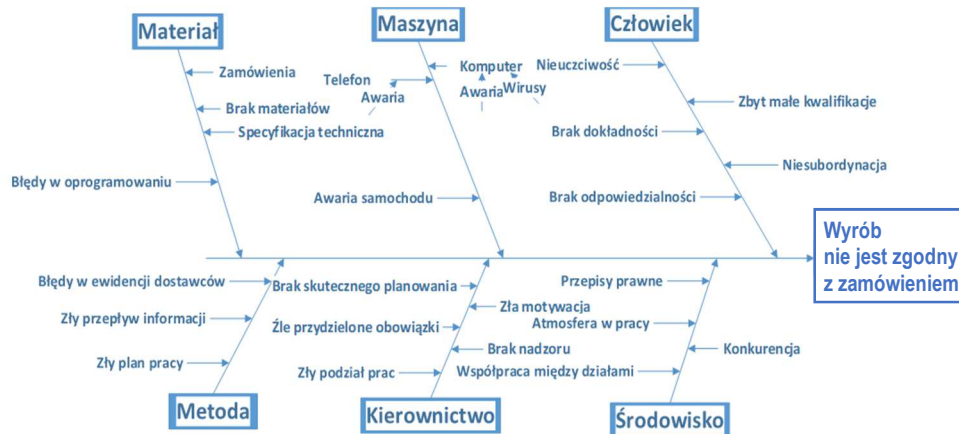 Materiał
Maszyna
Człowiek
Zamówienia
Brak materiałów
Specyfikacja techniczna
Błędy w oprogramowaniu
Telefon
Awaria
Komputer
Awaria
Wirusy
Awaria samochodu
Nieuczciwość
Zbyt małe kwalifikacje
Brak dokładności
Niesubordynacja
Brak odpowiedzialności
Wyrób
nie jest zgodny
z zamówieniem
Błędy w ewidencji dostawców
Zły przepływ informacji
Zły plan pracy
Brak skutecznego planowania
Zła motywacja
Źle przydzielone obowiązki
Brak nadzoru
Zły podział prac
Przepisy prawne
Atmosfera w pracy
Konkurencja
Współpraca między działami
Metoda
Kierownictwo
Środowisko